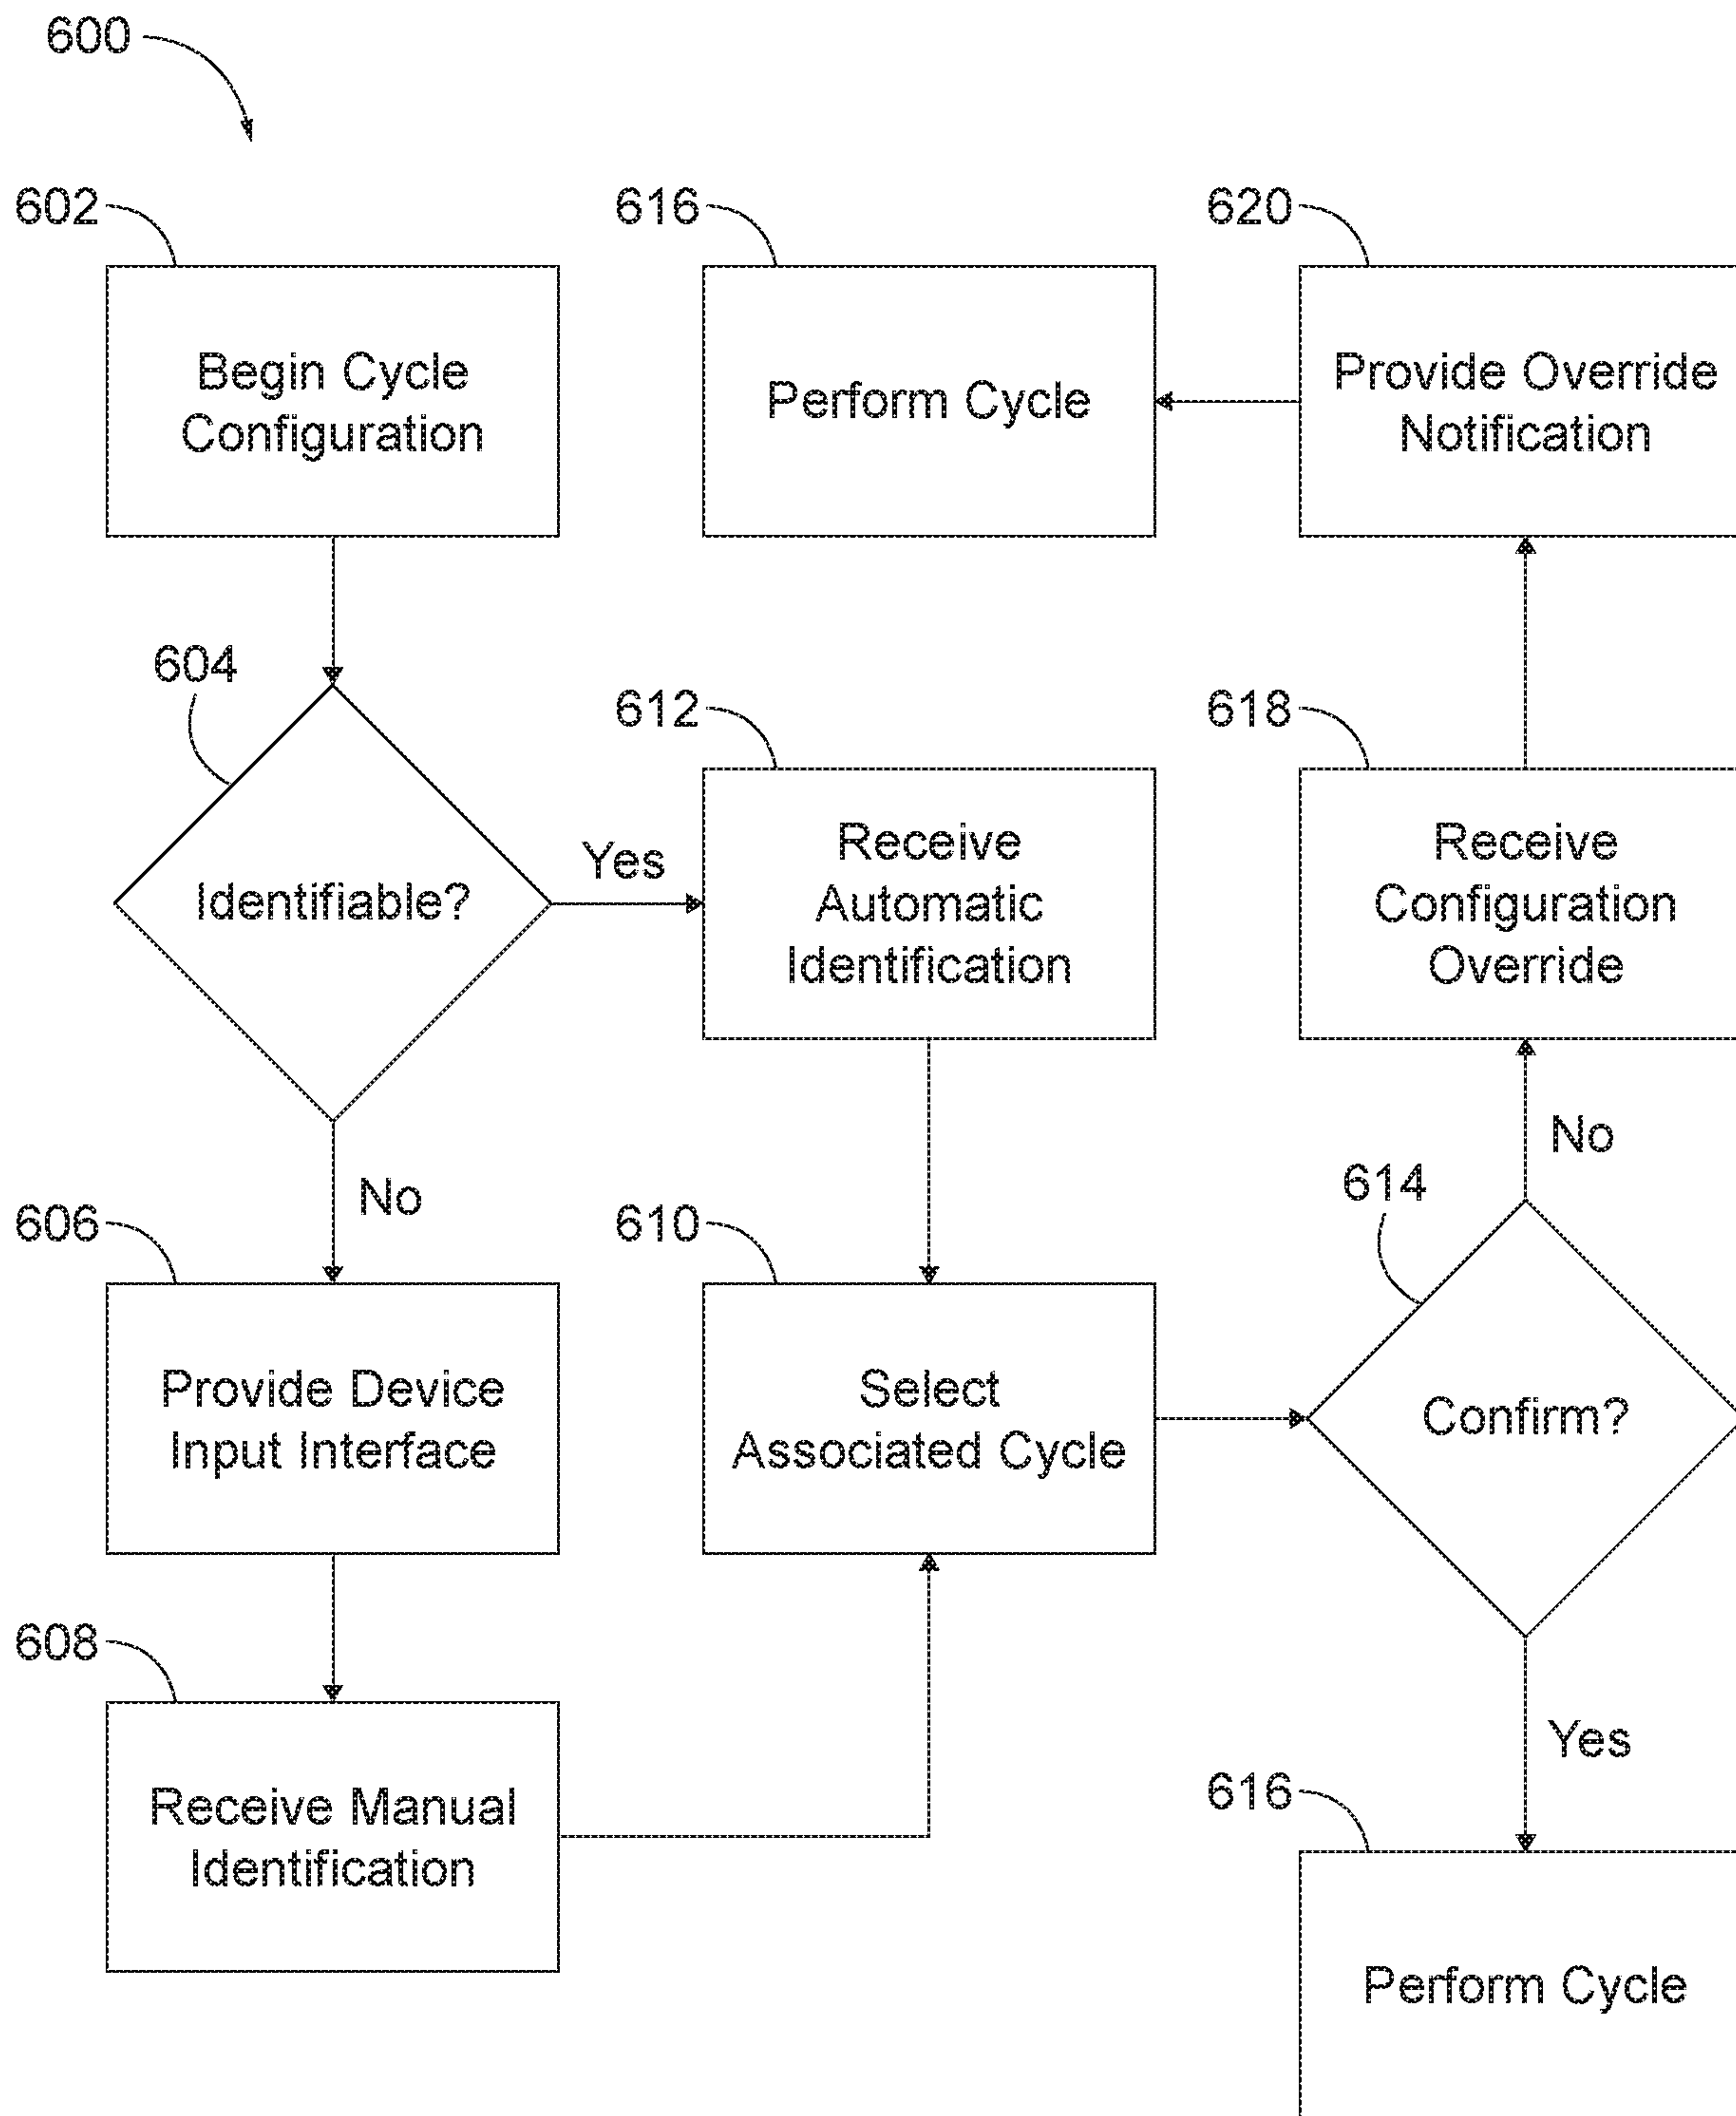 600
602
616
620
Begin Cycle
Configuration
Perform Cycle
Provide Override
Notification
604
612
618
Identifiable?
Yes
Receive
Automatic
Identification
Receive
Configuration
Override
No
No
614
606
610
Provide Device
Input Interface
Select
Associated Cycle
Confirm?
608
Yes
616
Receive Manual
Identification
Perform Cycle